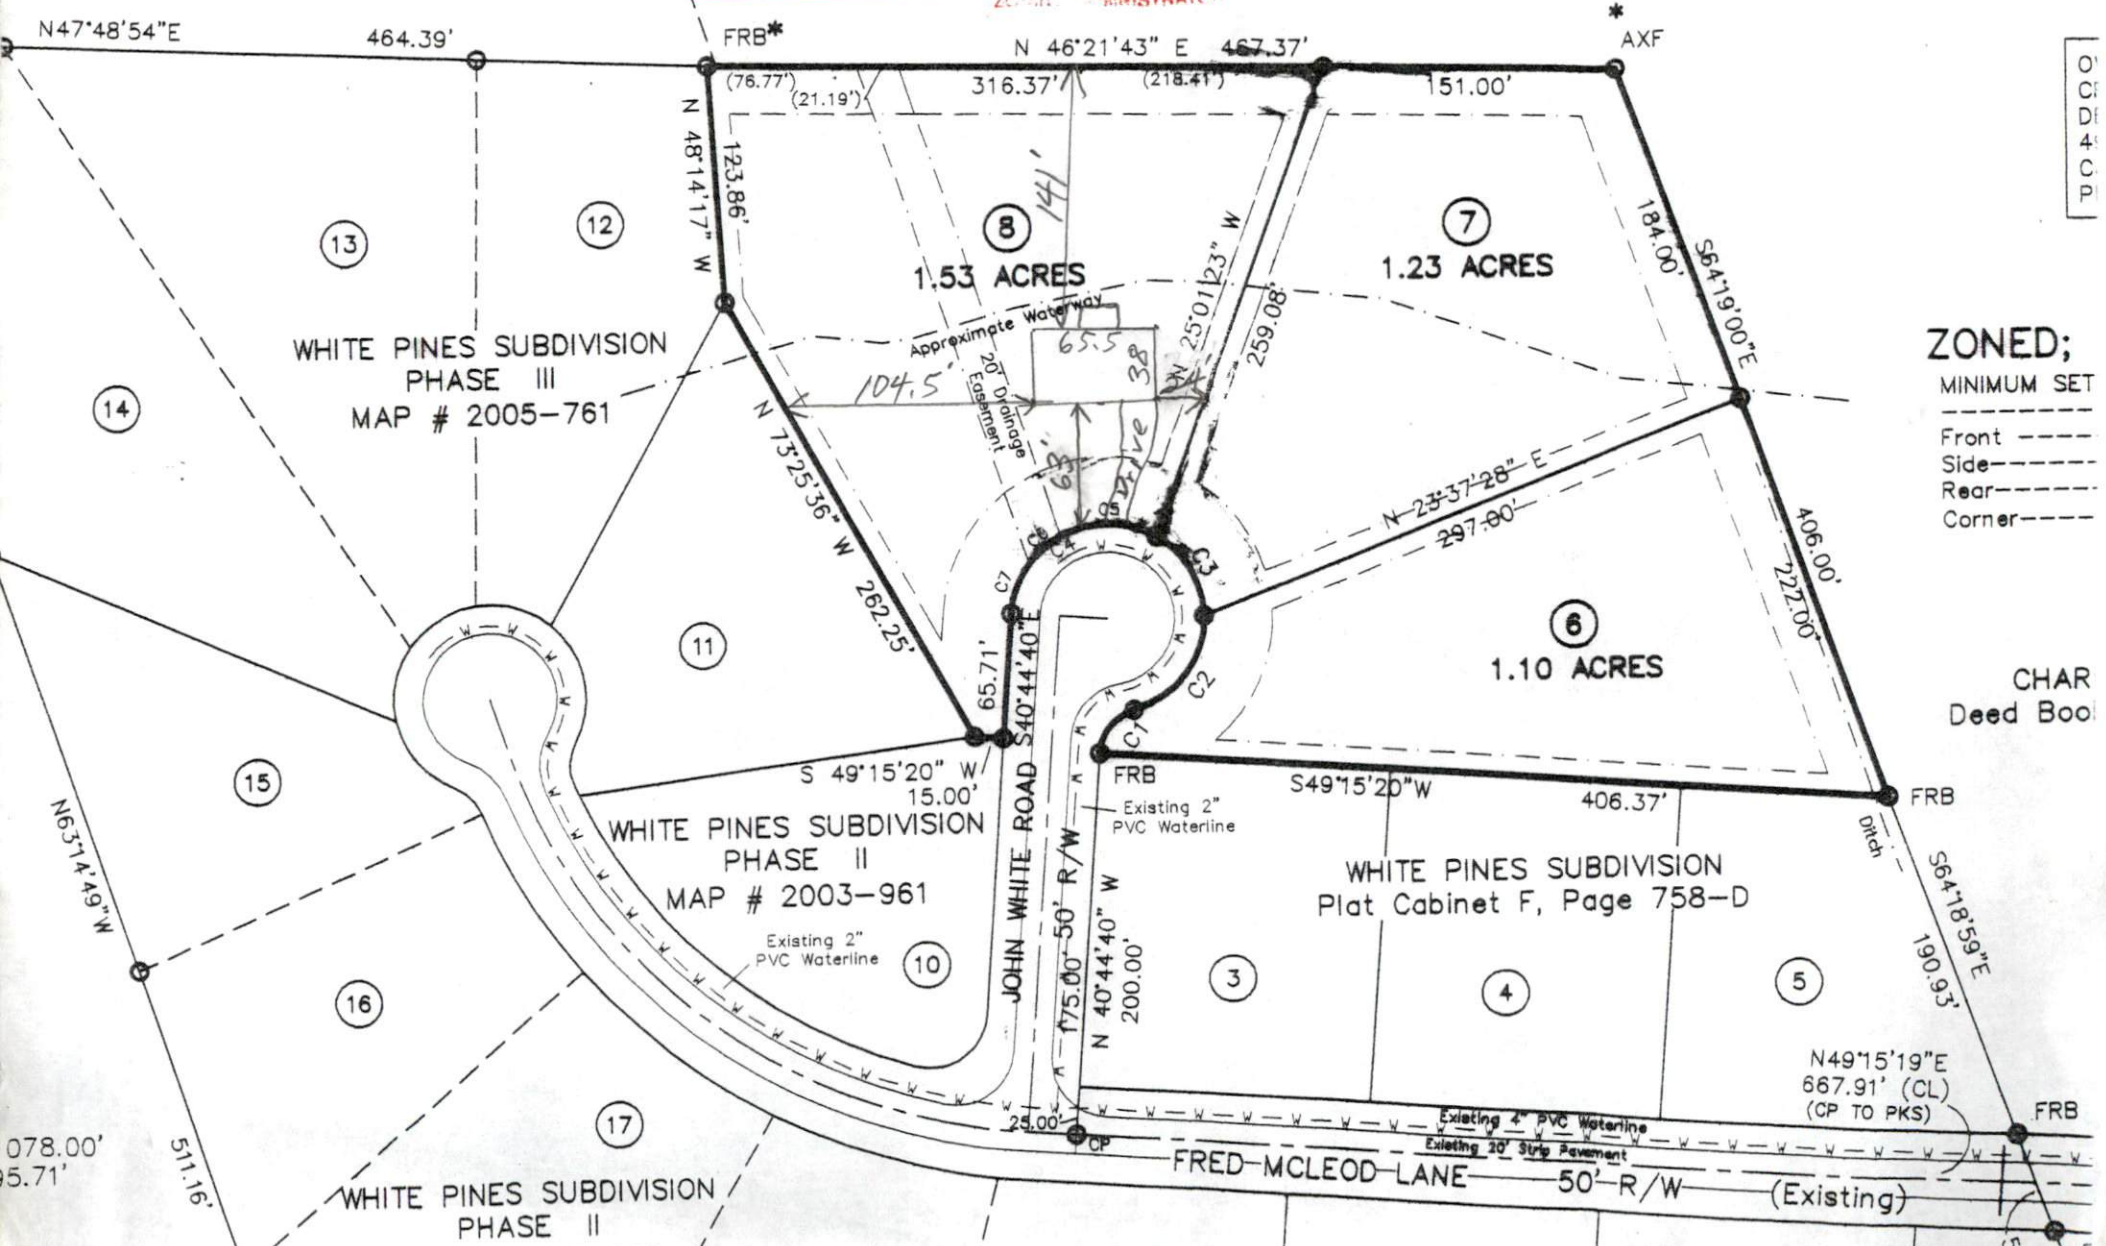 N47°48'54"E
464.39'
FRB*
N 46°21'43" E 467.37'
*
AXF
(76.77')
(21.19')
316.37'
(218.41')
151.00'
N 48°14'17" W
123.86'
141'
8
1.53 ACRES
7
1.23 ACRES
184.00'
S64°19'00"E
13
12
14
WHITE PINES SUBDIVISION
PHASE III
MAP # 2005-761
Approximate Waterway
65.5
38
104.5'
20' Drainage
Easement
63'
Drive
25°01'23" W
259.08'
ZONED;
MINIMUM SET
Front
Side
Rear
Corner
N 73°25'36" W
262.25'
N 23°37'28" E
297.00'
406.00'
222.00'
C7
C6
C4
C5
C3
C2
C1
11
65.71'
S40°44'40"E
6
1.10 ACRES
CHAR
Deed Boo
S 49°15'20" W
15.00'
FRB
S49°15'20"W
406.37'
FRB
Ditch
15
N63°14'49"W
Existing 2"
PVC Waterline
WHITE PINES SUBDIVISION
PHASE II
MAP # 2003-961
JOHN WHITE ROAD
175.00' 50' R/W
N 40°44'40" W
200.00'
WHITE PINES SUBDIVISION
Plat Cabinet F, Page 758-D
S64°18'59"E
190.93'
Existing 2"
PVC Waterline
10
3
4
5
16
N49°15'19"E
667.91' (CL)
(CP TO PKS)
FRB
17
25.00'
CP
Existing 4" PVC Waterline
Existing 20' Strip Pavement
FRED MCLEOD LANE 50' R/W (Existing)
078.00'
95.71'
511.16'
WHITE PINES SUBDIVISION
PHASE II